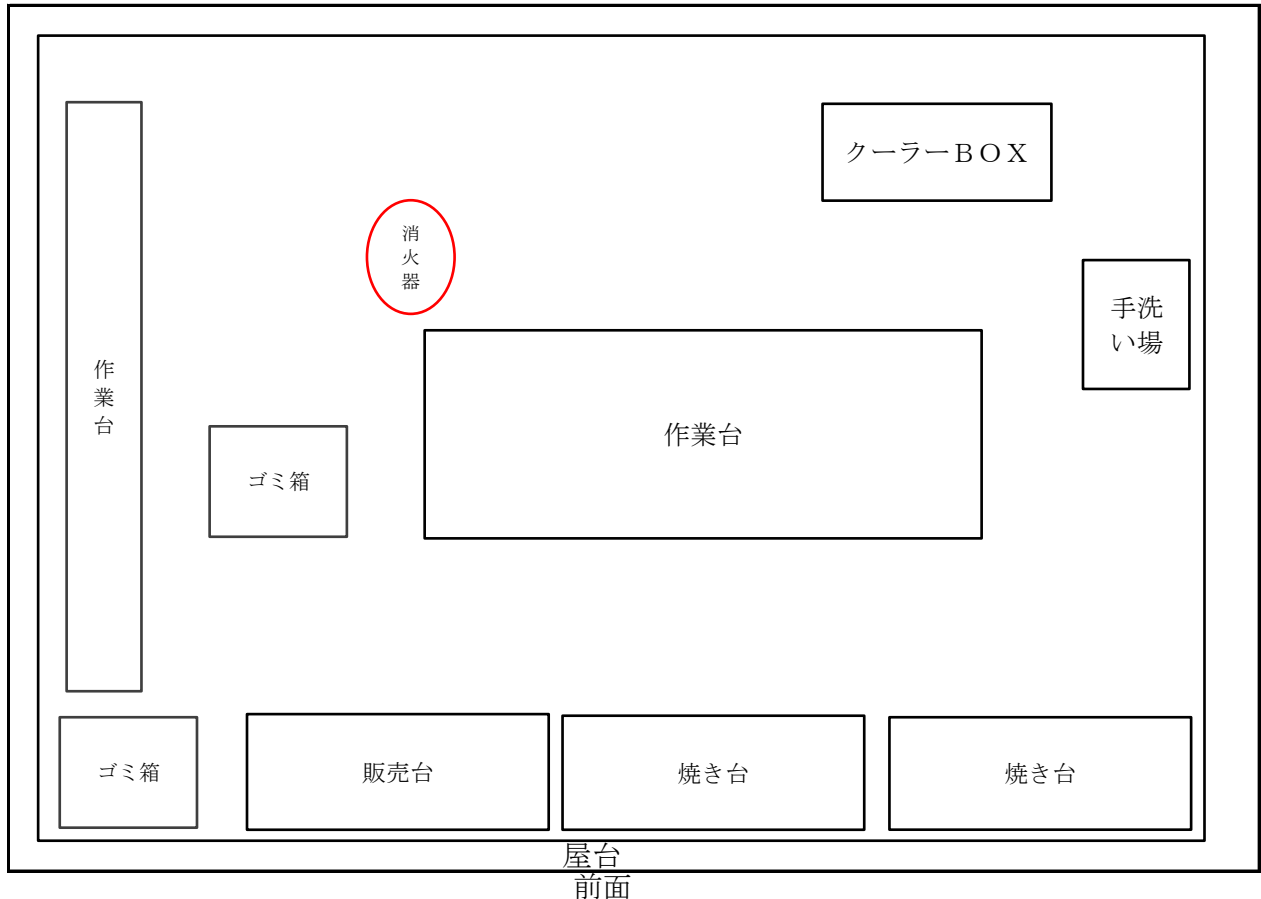 クーラーＢＯＸ
消
火
器
手洗
い場
作
業
台
作業台
ゴミ箱
ゴミ箱
販売台
焼き台
焼き台
屋台
前面